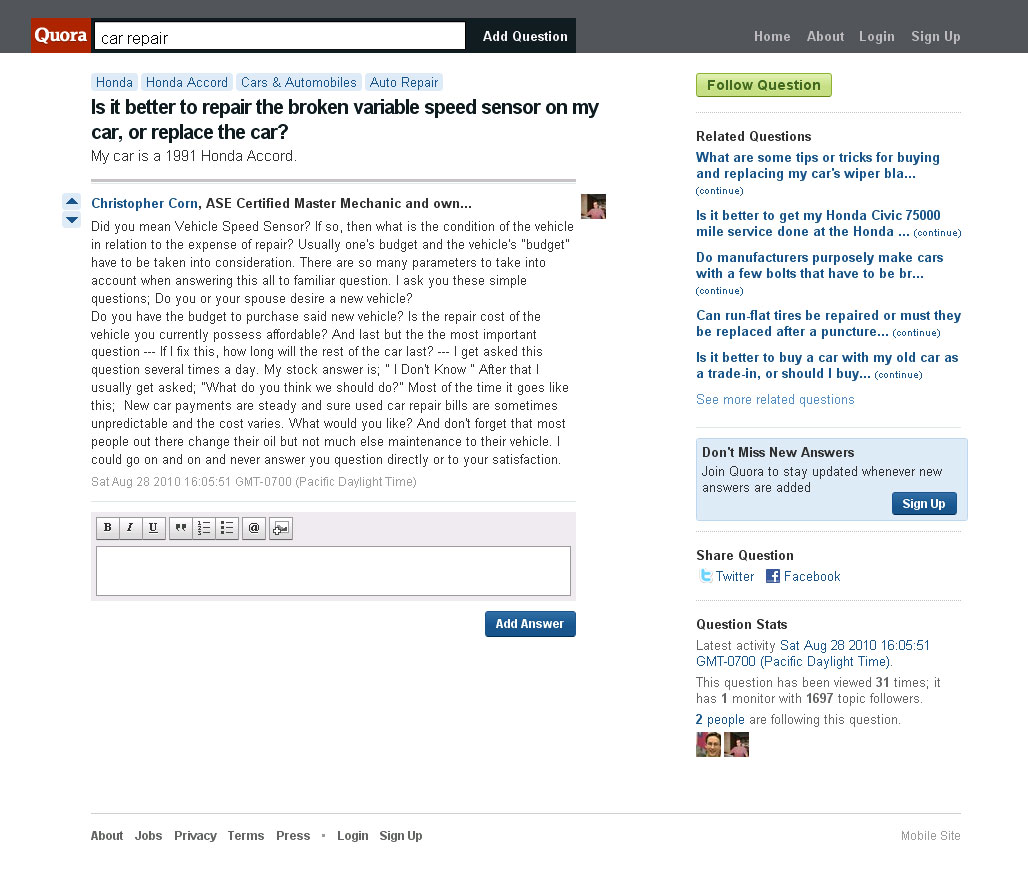 Quora
car repair
Add Question
Home About Login Sign Up
Honda Honda Accord Cars & Automobiles Auto Repair
Is it better to repair the broken variable speed sensor on my
car, or replace the car?
My car is a 1991 Honda Accord.
Christopher Corn, ASE Certified Master Mechanic and own...
Did you mean Vehicle Speed Sensor? If so, then what is the condition of the vehicle
in relation to the expense of repair? Usually one's budget and the vehicle's "budget"
have to be taken into consideration. There are so many parameters to take into
account when answering this all to familiar question. I ask you these simple
questions; Do you or your spouse desire a new vehicle?
Do you have the budget to purchase said new vehicle? Is the repair cost of the
vehicle you currently possess affordable? And last but the the most important
question --- If I fix this, how long will the rest of the car last? --- I get asked this
question several times a day. My stock answer is; " I Don't Know " After that I
usually get asked; "What do you think we should do?" Most of the time it goes like
this;  New car payments are steady and sure used car repair bills are sometimes
unpredictable and the cost varies. What would you like? And don't forget that most
people out there change their oil but not much else maintenance to their vehicle. I
could go on and on and never answer you question directly or to your satisfaction.
Sat Aug 28 2010 16:05:51 GMT-0700 (Pacific Daylight Time)
B I U @
Add Answer
Follow Question
Related Questions
What are some tips or tricks for buying
and replacing my car's wiper bla...
(continue)
Is it better to get my Honda Civic 75000
mile service done at the Honda ... (continue)
Do manufacturers purposely make cars
with a few bolts that have to be br...
(continue)
Can run-flat tires be repaired or must they
be replaced after a puncture... (continue)
Is it better to buy a car with my old car as
a trade-in, or should I buy... (continue)
See more related questions
Don't Miss New Answers
Join Quora to stay updated whenever new
answers are added
Sign Up
Share Question
Twitter Facebook
Question Stats
Latest activity Sat Aug 28 2010 16:05:51
GMT-0700 (Pacific Daylight Time).
This question has been viewed 31 times; it
has 1 monitor with 1697 topic followers.
2 people are following this question.
About Jobs Privacy Terms Press • Login Sign Up
Mobile Site